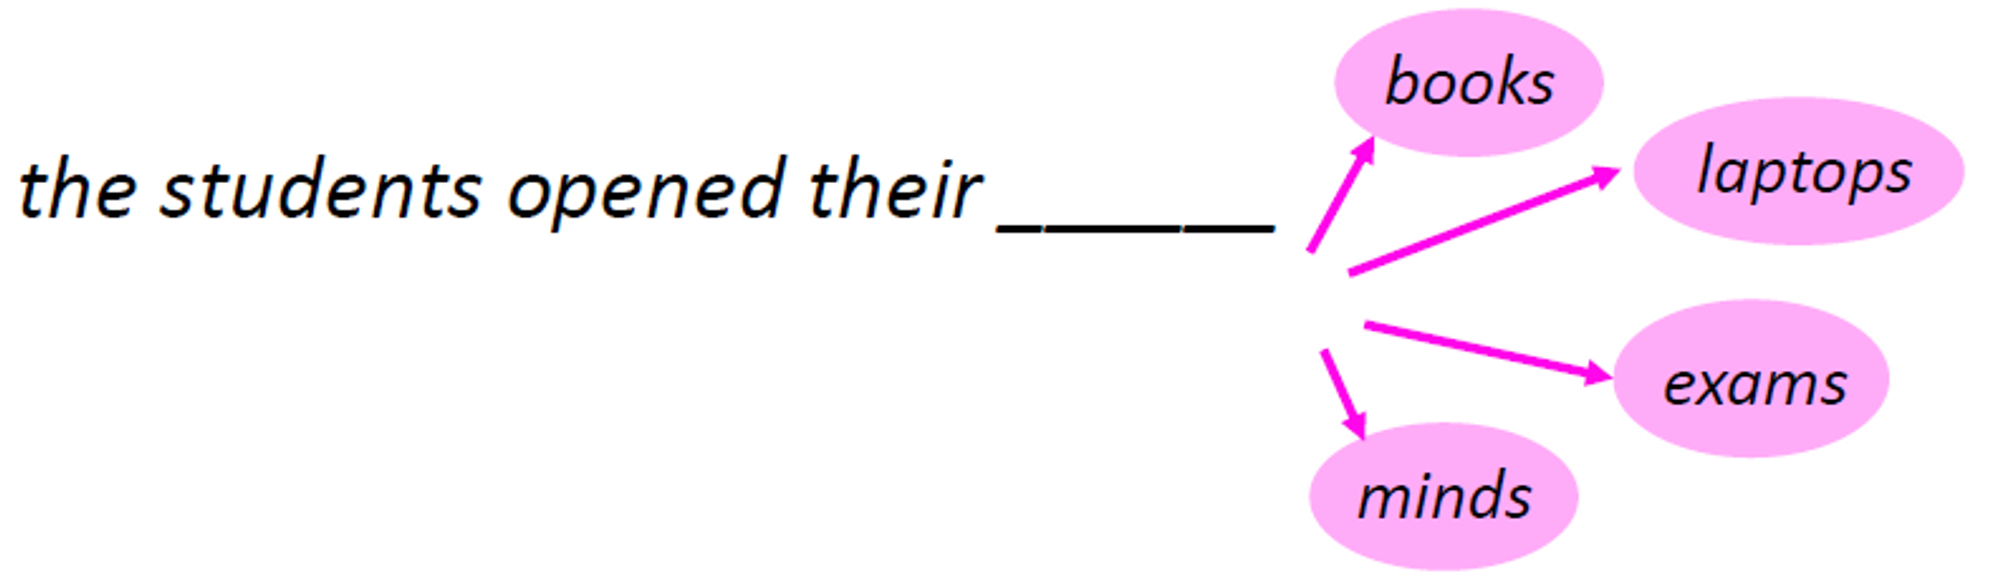 the students opened their ______
books
laptops
exams
minds